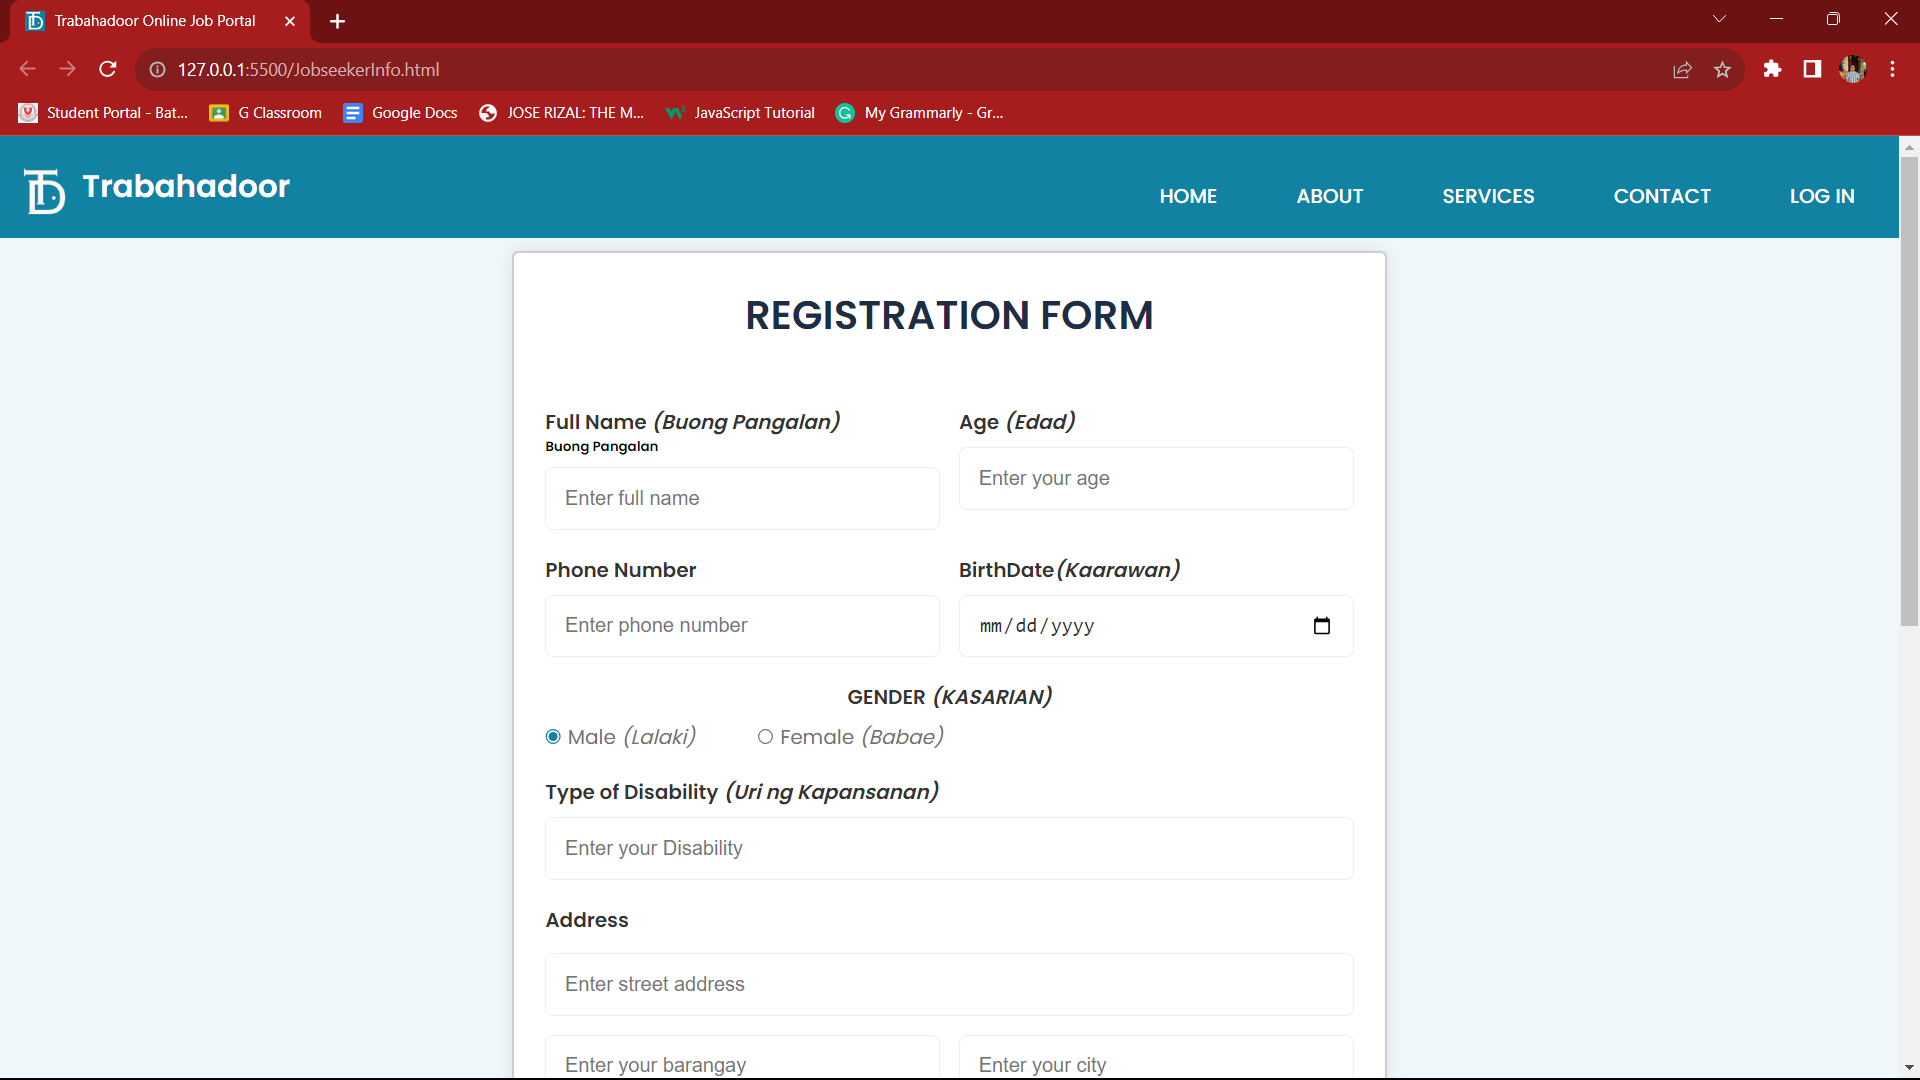 Trabahadoor Online Job Portal
127.0.0.1:5500/JobseekerInfo.html
Student Portal - Bat...
G Classroom
Google Docs
JOSE RIZAL: THE M...
JavaScript Tutorial
My Grammarly - Gr...
Trabahadoor
HOME
ABOUT
SERVICES
CONTACT
LOG IN
REGISTRATION FORM
Full Name (Buong Pangalan)
Buong Pangalan
Enter full name
Age (Edad)
Enter your age
Phone Number
Enter phone number
BirthDate(Kaarawan)
mm/dd/yyyy
GENDER (KASARIAN)
Male (Lalaki)
Female (Babae)
Type of Disability (Uri ng Kapansanan)
Enter your Disability
Address
Enter street address
Enter your barangay
Enter your city